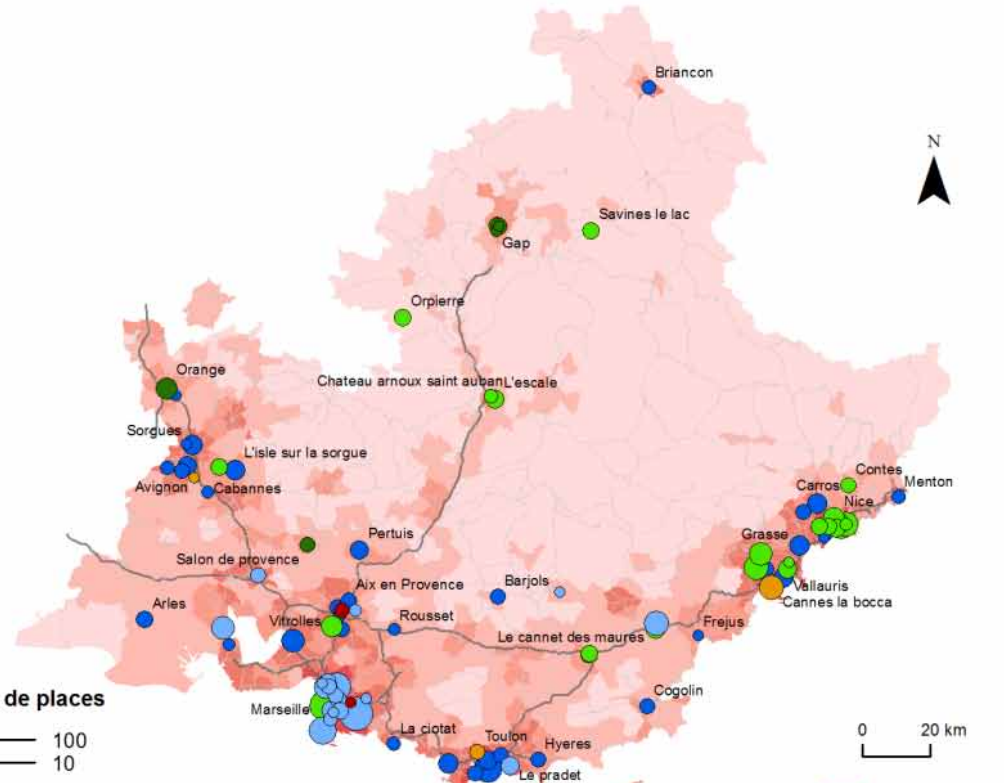 Briancon
N
Savines le lac
Gap
Orpierre
Orange
Chateau arnoux saint auban L'escale
Sorgues
L'isle sur la sorgue
Avignon
Cabannes
Contes
Carros
Menton
Nice
Pertuis
Grasse
Salon de provence
Aix en Provence
Barjols
Vallauris
Cannes la bocca
Arles
Vitrolles
Rousset
Frejus
Le cannet des maures
Cogolin
de places
Marseille
100
10
La ciotat
Toulon
Hyeres
Le pradet
0 20 km